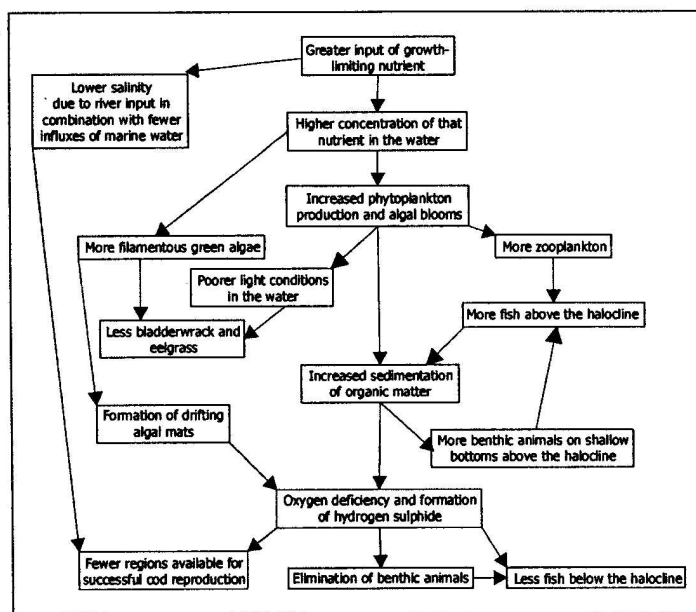 Greater input of growth-
limiting nutrient
Lower salinity
due to river input in
combination with fewer
influxes of marine water
Higher concentration of that
nutrient in the water
Increased phytoplankton
production and algal blooms
More filamentous green algae
More zooplankton
Poorer light conditions
in the water
More fish above the halocline
Less bladderwrack and
eelgrass
Increased sedimentation
of organic matter
Formation of drifting
algal mats
More benthic animals on shallow
bottoms above the halocline
Oxygen deficiency and formation
of hydrogen sulphide
Fewer regions available for
successful cod reproduction
Elimination of benthic animals
Less fish below the halocline